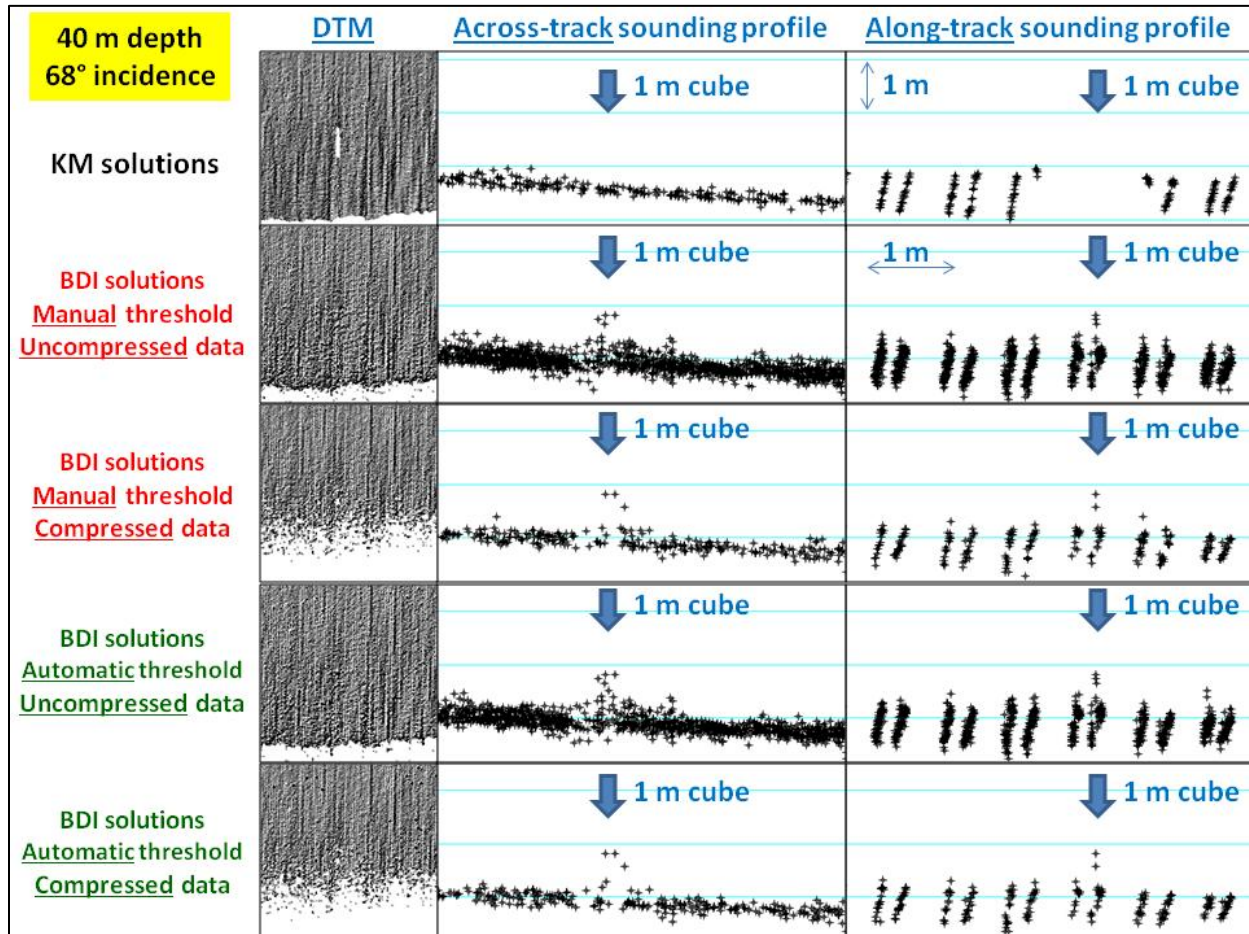 40 m depth
68° incidence
DTM
Across-track sounding profile
Along-track sounding profile
KM solutions
1 m cube
1 m
1 m cube
BDI solutions
Manual threshold
Uncompressed data
1 m cube
1 m
1 m cube
BDI solutions
Manual threshold
Compressed data
1 m cube
1 m cube
BDI solutions
Automatic threshold
Uncompressed data
1 m cube
1 m cube
BDI solutions
Automatic threshold
Compressed data
1 m cube
1 m cube